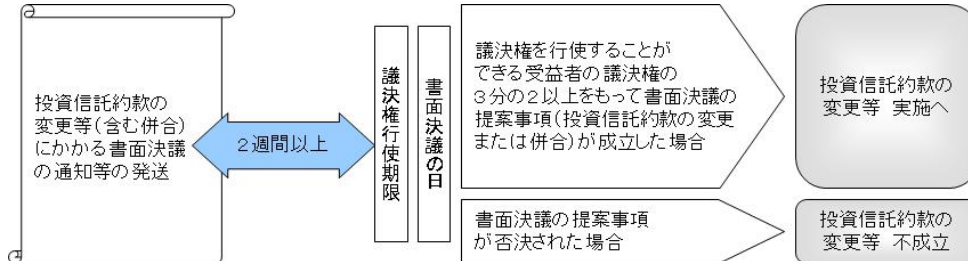 投資信託約款の
変更等(含む併合)
にかかる書面決議
の通知等の発送
2週間以上
議決権行使期限
書面決議の日
議決権を行使することが
できる受益者の議決権の
3分の2以上をもって書面決議の
提案事項(投資信託約款の変更
または併合)が成立した場合
投資信託約款の
変更等 実施へ
書面決議の提案事項
が否決された場合
投資信託約款の
変更等 不成立